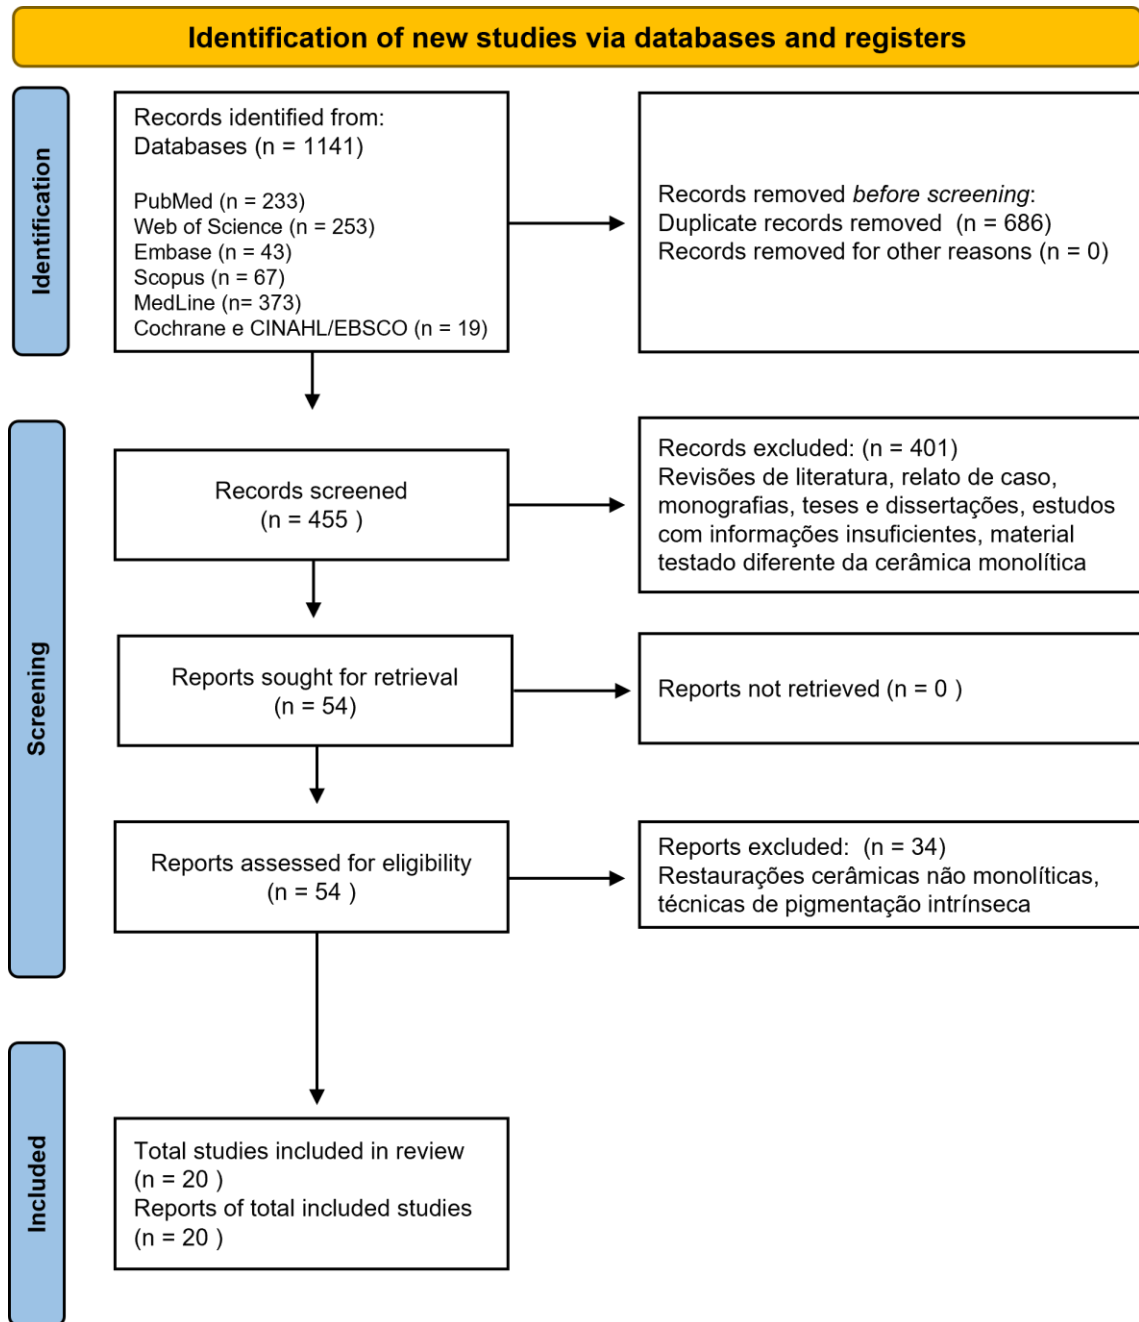 Identification of new studies via databases and registers
Identification
Records identified from:
Databases (n = 1141)
PubMed (n = 233)
Web of Science (n = 253)
Embase (n = 43)
Scopus (n = 67)
MedLine (n= 373)
Cochrane e CINAHL/EBSCO (n = 19)
Records removed before screening:
Duplicate records removed  (n = 686)
Records removed for other reasons (n = 0)
Screening
Records screened
(n = 455 )
Records excluded: (n = 401)
Revisões de literatura, relato de caso,
monografias, teses e dissertações, estudos
com informações insuficientes, material
testado diferente da cerâmica monolítica
Reports sought for retrieval
(n = 54)
Reports not retrieved (n = 0 )
Reports assessed for eligibility
(n = 54 )
Reports excluded:  (n = 34)
Restaurações cerâmicas não monolíticas,
técnicas de pigmentação intrínseca
Included
Total studies included in review
(n = 20 )
Reports of total included studies
(n = 20 )